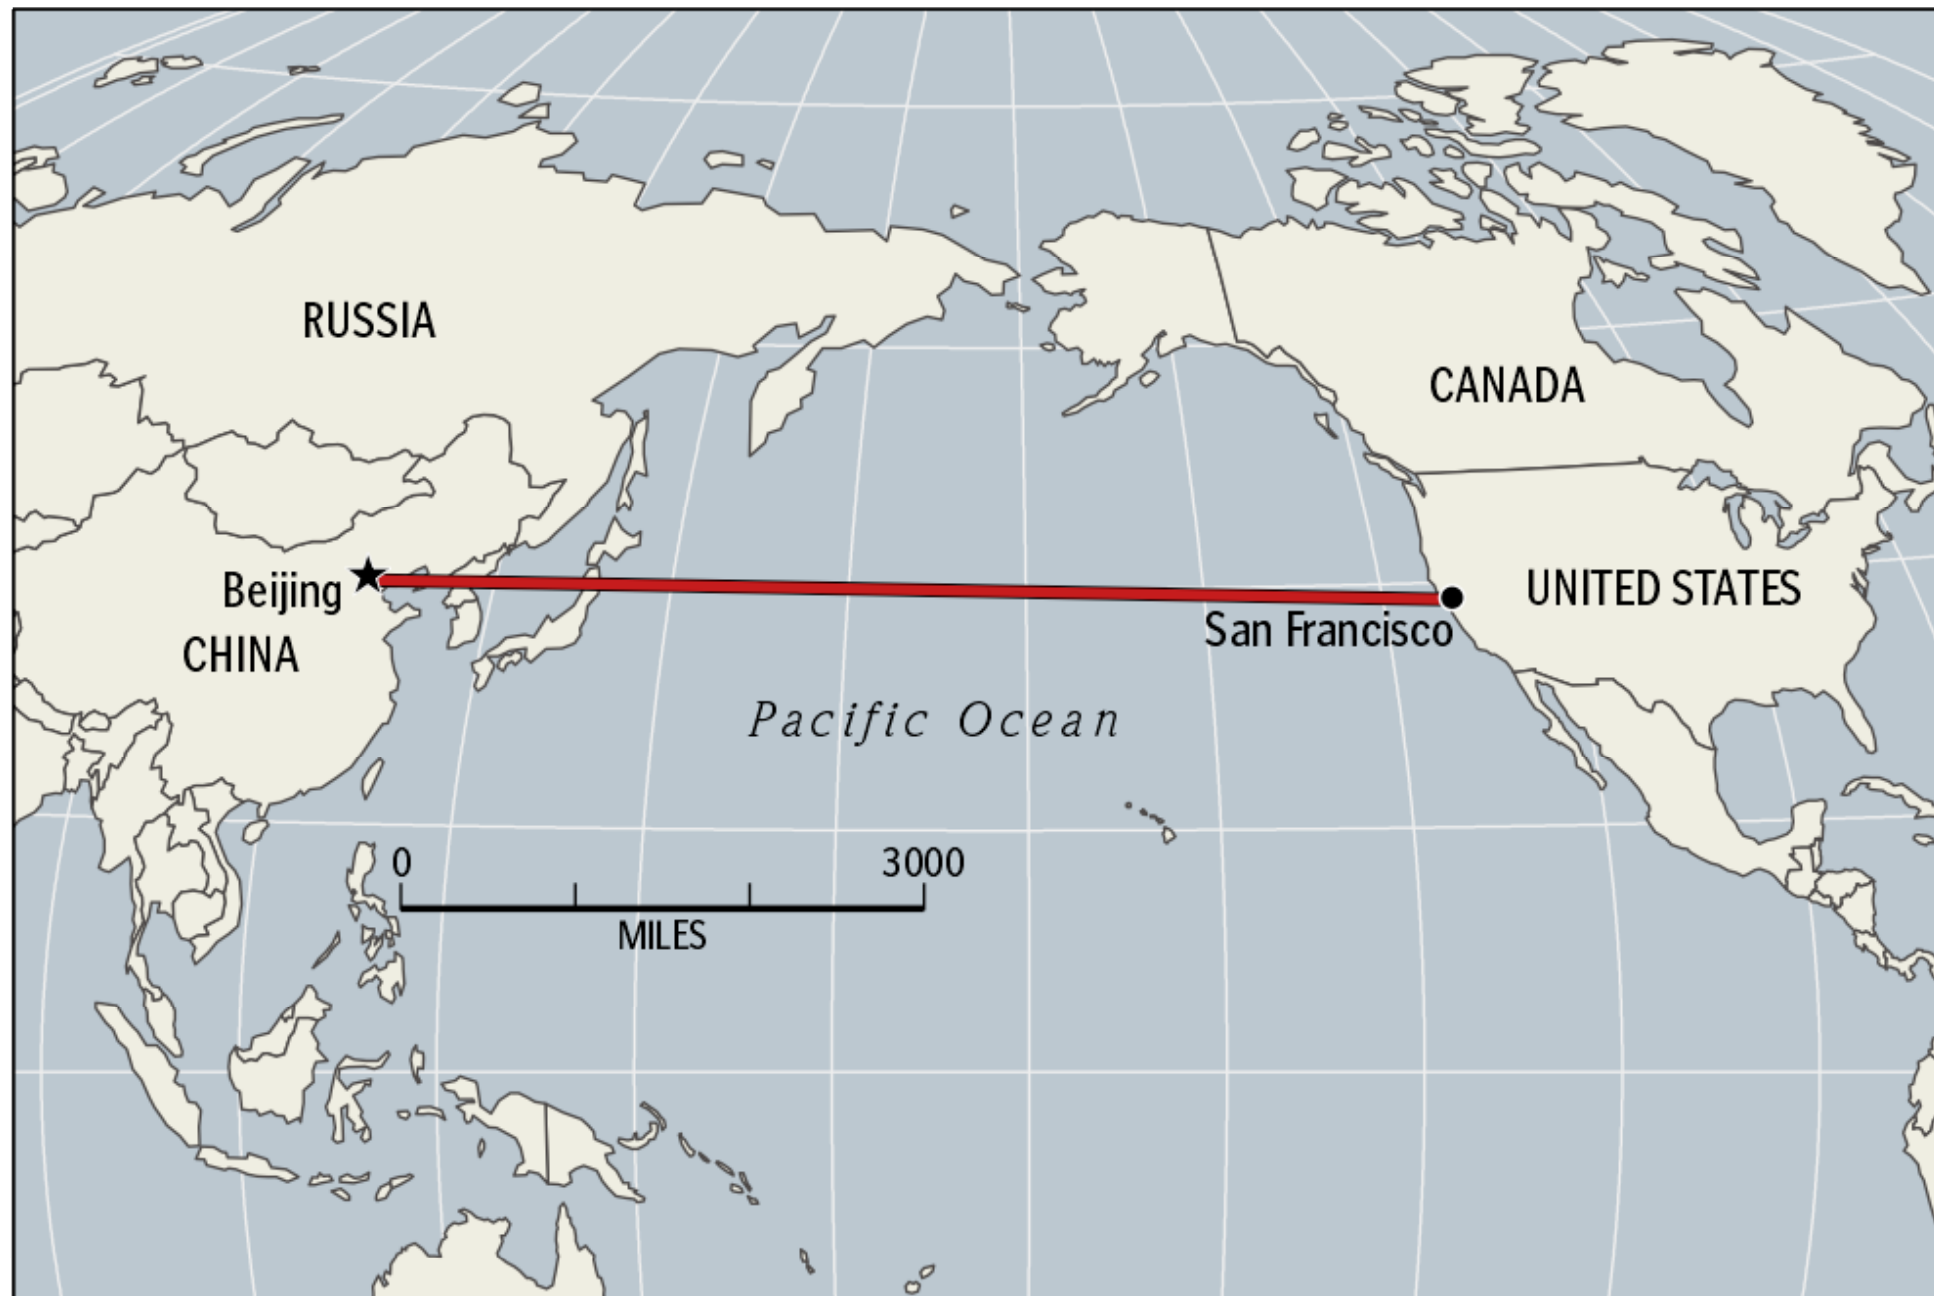 RUSSIA
CANADA
Beijing
UNITED STATES
San Francisco
CHINA
Pacific Ocean
0 3000
MILES